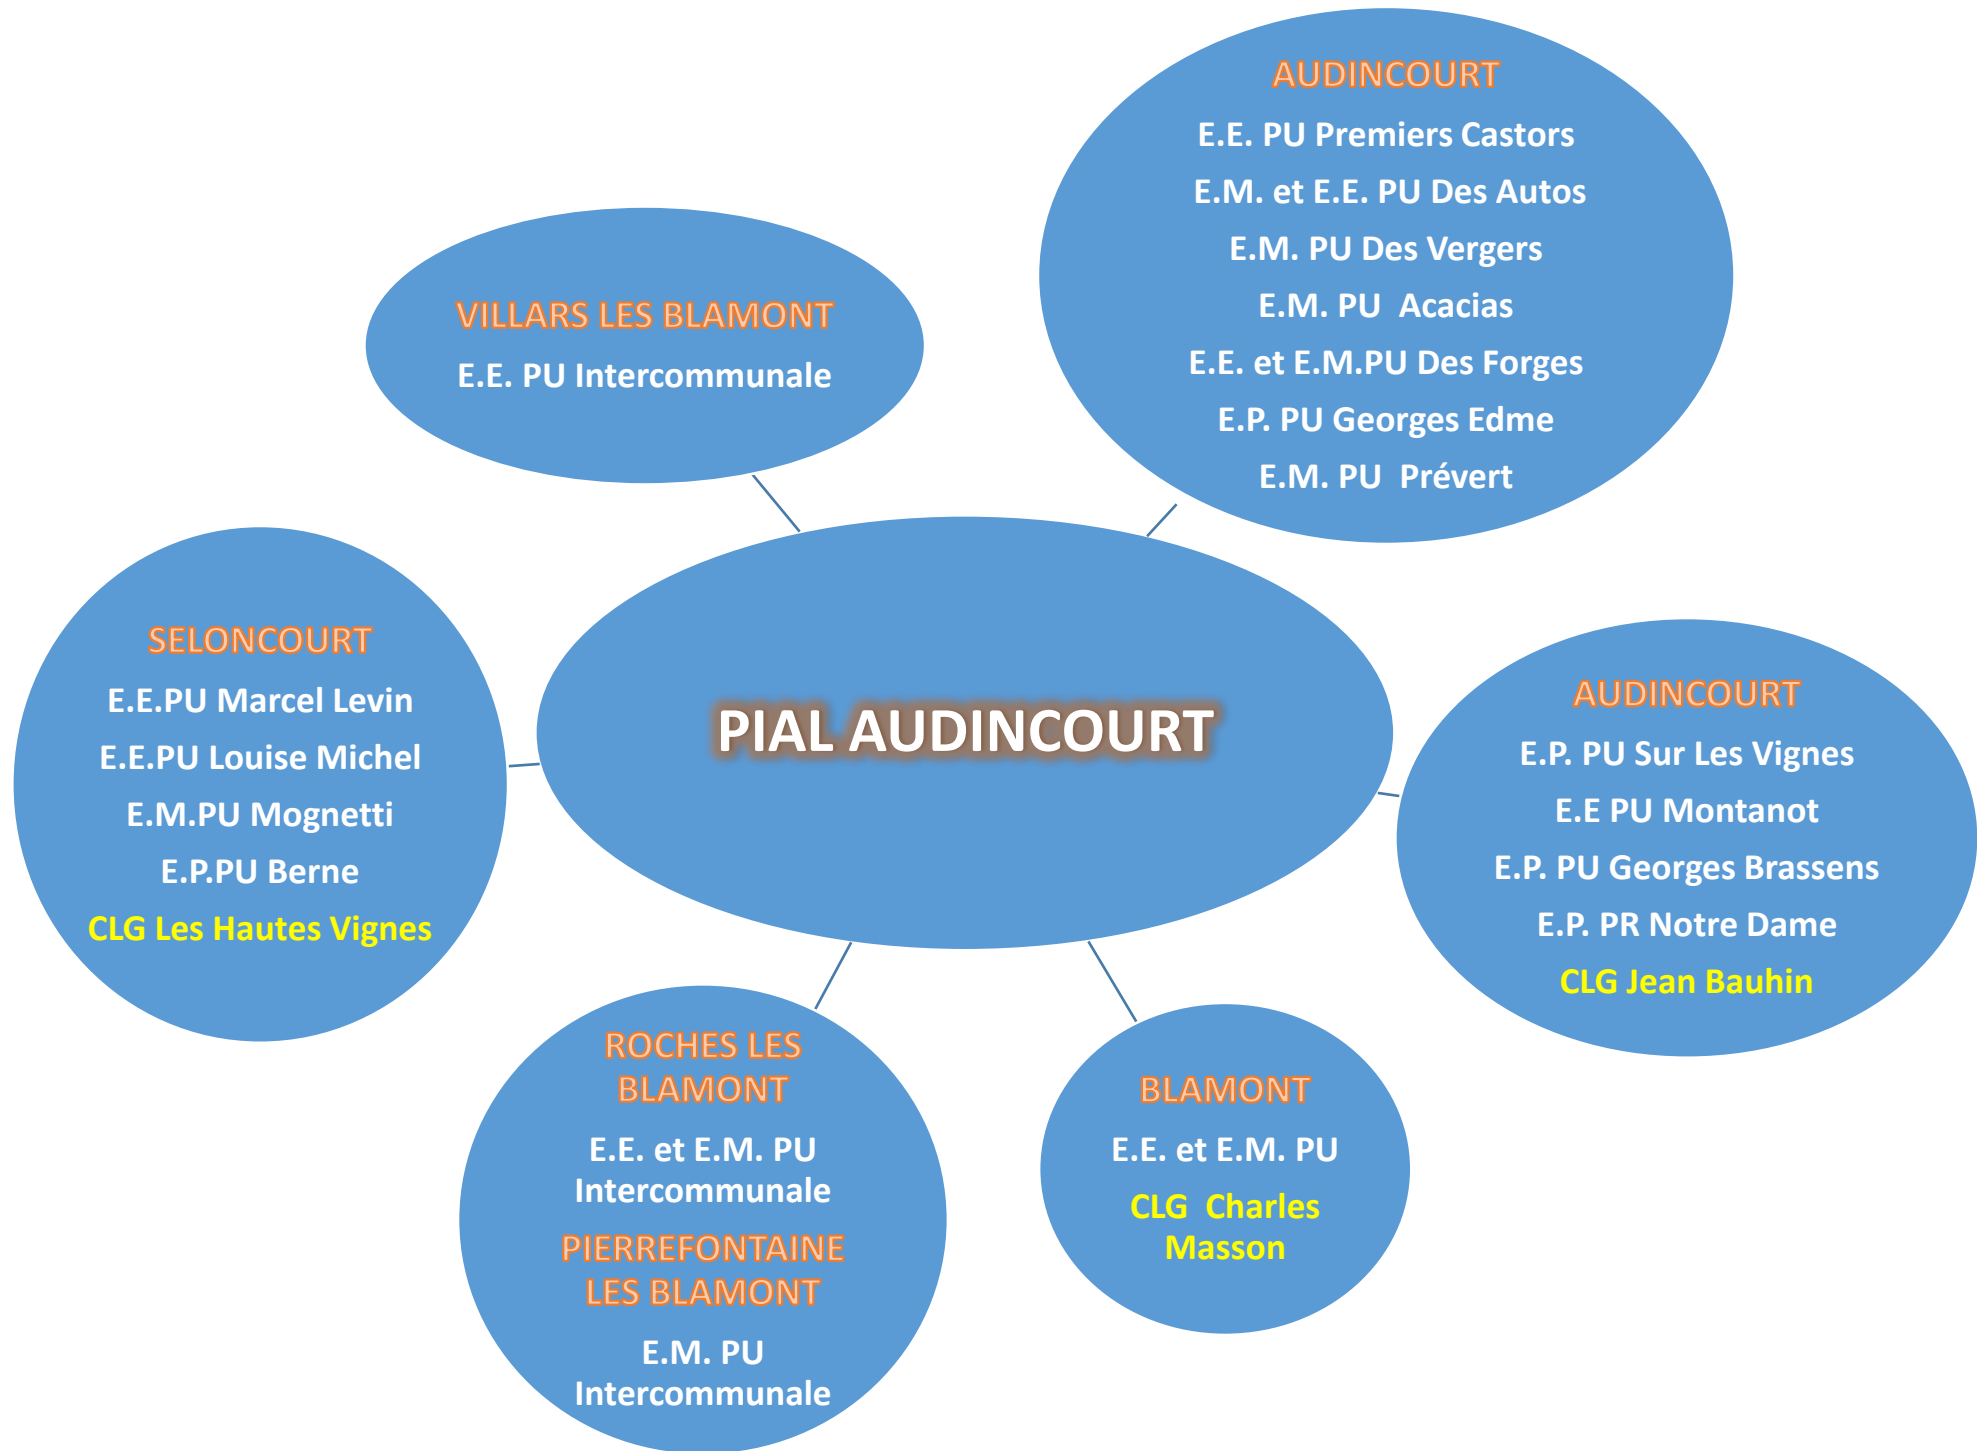 AUDINCOURT
E.E. PU Premiers Castors
E.M. et E.E. PU Des Autos
E.M. PU Des Vergers
E.M. PU  Acacias
E.E. et E.M.PU Des Forges
E.P. PU Georges Edme
E.M. PU  Prévert
VILLARS LES BLAMONT
E.E. PU Intercommunale
SELONCOURT
E.E.PU Marcel Levin
E.E.PU Louise Michel
E.M.PU Mognetti
E.P.PU Berne
CLG Les Hautes Vignes
PIAL AUDINCOURT
AUDINCOURT
E.P. PU Sur Les Vignes
E.E PU Montanot
E.P. PU Georges Brassens
E.P. PR Notre Dame
CLG Jean Bauhin
ROCHES LES
BLAMONT
E.E. et E.M. PU
Intercommunale
PIERREFONTAINE
LES BLAMONT
E.M. PU
Intercommunale
BLAMONT
E.E. et E.M. PU
CLG  Charles
Masson